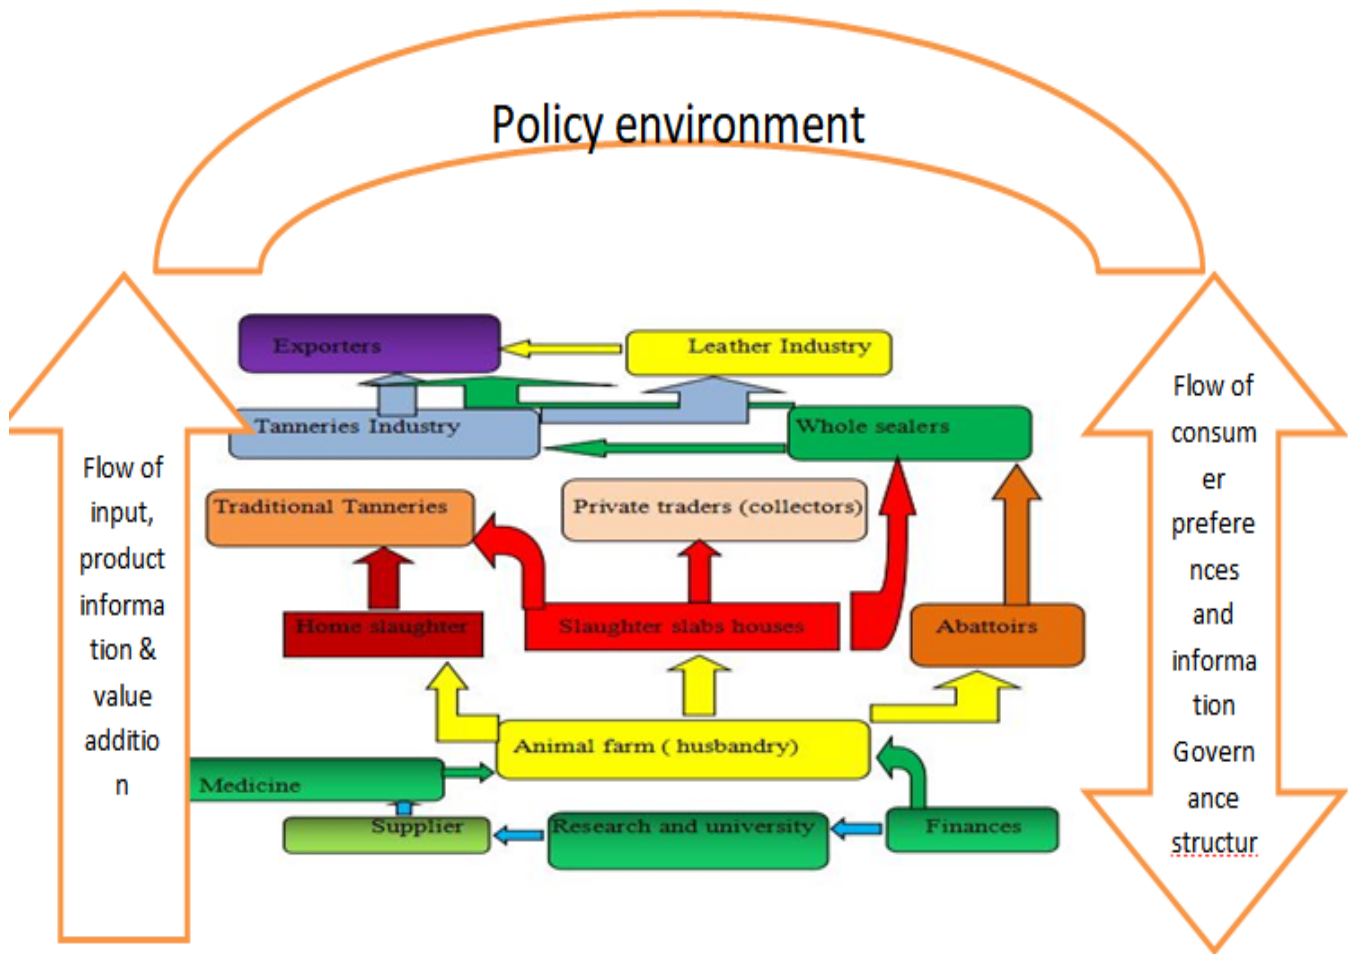 Policy environment
Exporters
Leather Industry
Tanneries Industry
Whole sealers
Traditional Tanneries
Private traders (collectors)
Home slaughter
Slaughter slabs houses
Abattoirs
Animal farm ( husbandry)
Medicine
Supplier
Research and university
Finances
Flow of
input,
product
informa
tion &
value
additio
n
Flow of
consum
er
prefere
nces
and
informa
tion
Govern
ance
structur